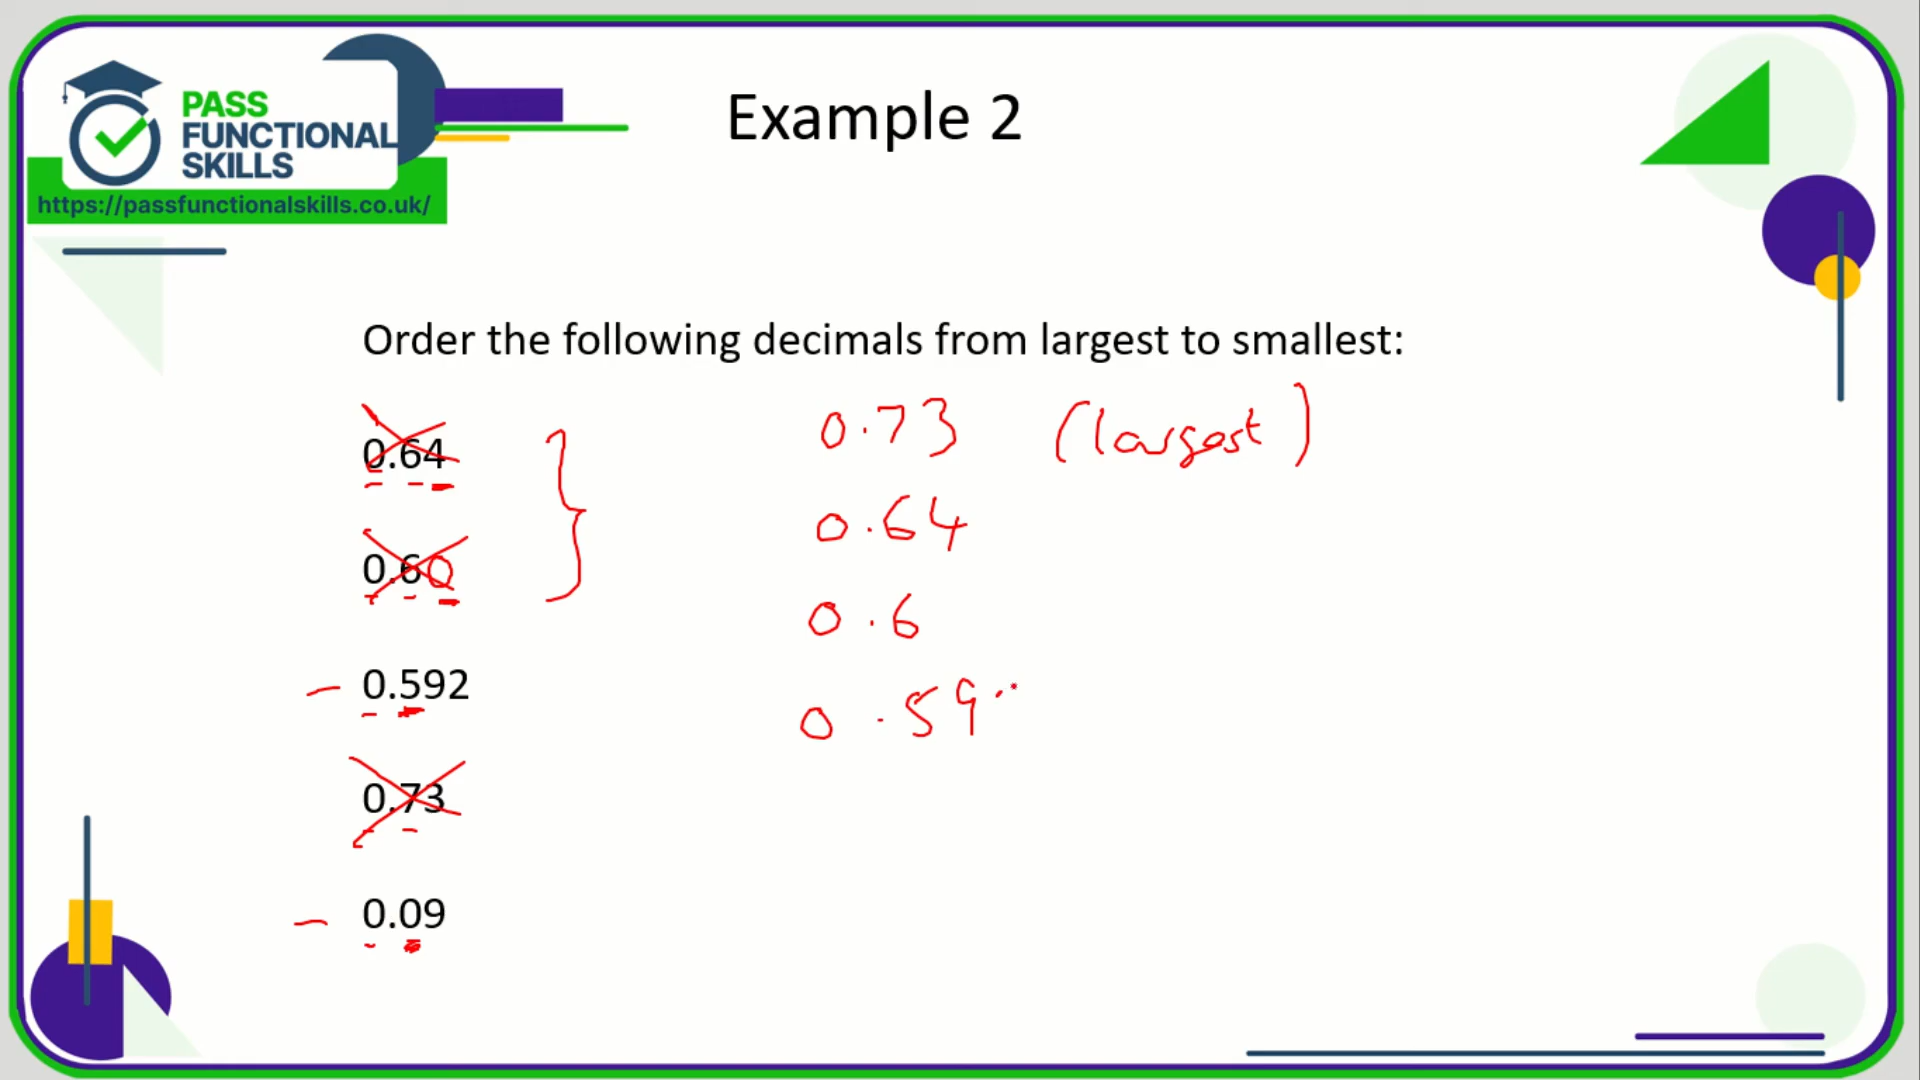 PASS
FUNCTIONAL
SKILLS
https://passfunctionalskills.co.uk/
Example 2
Order the following decimals from largest to smallest:
0.64
0.60
0.592
0.73
0.09
0.73 (largest)
0.64
0.6
0.59